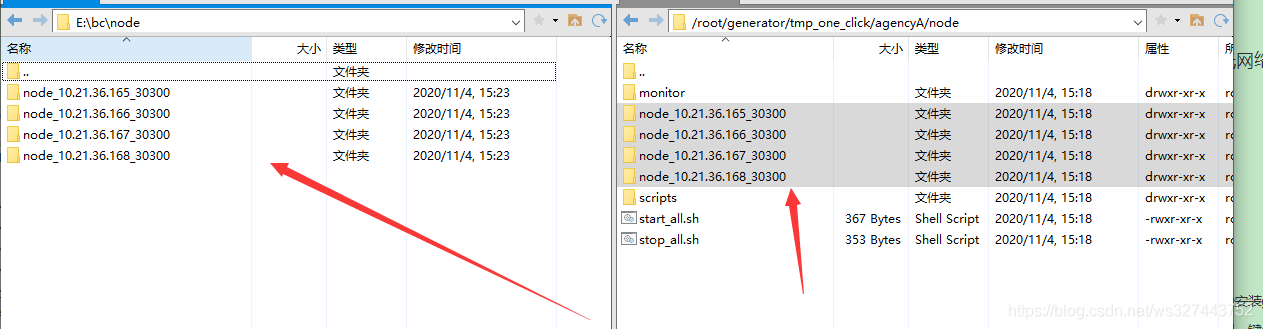 E:\bc\node
名称 大小 类型 修改时间
.. 文件夹
node_10.21.36.165_30300 文件夹 2020/11/4, 15:23
node_10.21.36.166_30300 文件夹 2020/11/4, 15:23
node_10.21.36.167_30300 文件夹 2020/11/4, 15:23
node_10.21.36.168_30300 文件夹 2020/11/4, 15:23
/root/generator/tmp_one_click/agencyA/node
名称 大小 类型 修改时间 属性 所
.. 文件夹
monitor 文件夹 2020/11/4, 15:18 drwxr-xr-x
node_10.21.36.165_30300 文件夹 2020/11/4, 15:18 drwxr-xr-x
node_10.21.36.166_30300 文件夹 2020/11/4, 15:18 drwxr-xr-x
node_10.21.36.167_30300 文件夹 2020/11/4, 15:18 drwxr-xr-x
node_10.21.36.168_30300 文件夹 2020/11/4, 15:18 drwxr-xr-x
scripts 文件夹 2020/11/4, 15:18 drwxr-xr-x
start_all.sh 367 Bytes Shell Script 2020/11/4, 15:18 -rwxr-xr-x
stop_all.sh 353 Bytes Shell Script 2020/11/4, 15:18 -rwxr-xr-x
网络
安装
键
https://blog.csdn.net/ws327443752